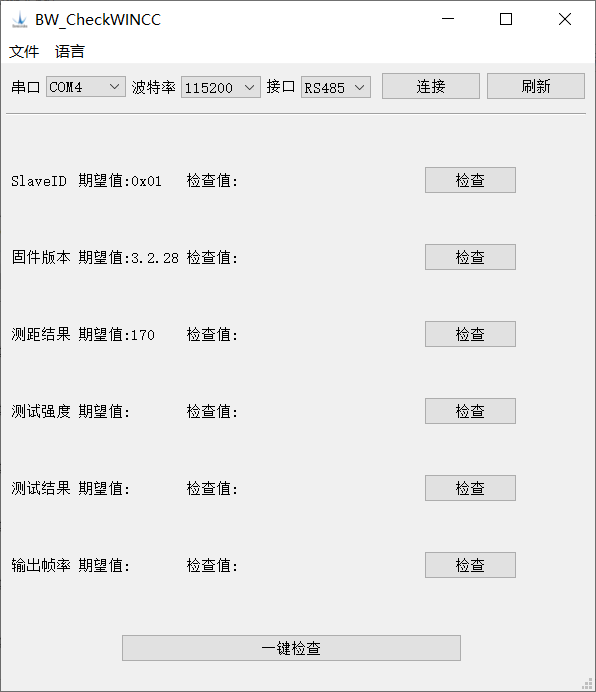 BW_CheckWINCC
文件 语言
串口 COM4 波特率 115200 接口 RS485 连接 刷新
SlaveID 期望值:0x01 检查值: 检查
固件版本 期望值:3.2.28 检查值: 检查
测距结果 期望值:170 检查值: 检查
测试强度 期望值: 检查值: 检查
测试结果 期望值: 检查值: 检查
输出帧率 期望值: 检查值: 检查
一键检查